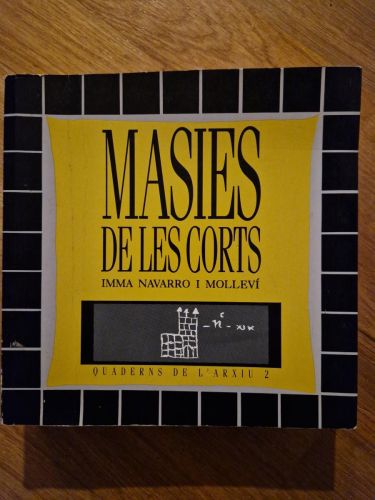 MASIES
DE LES CORTS
IMMA NAVARRO I MOLLEVÍ
QUADERNS DE L'ARXIU 2